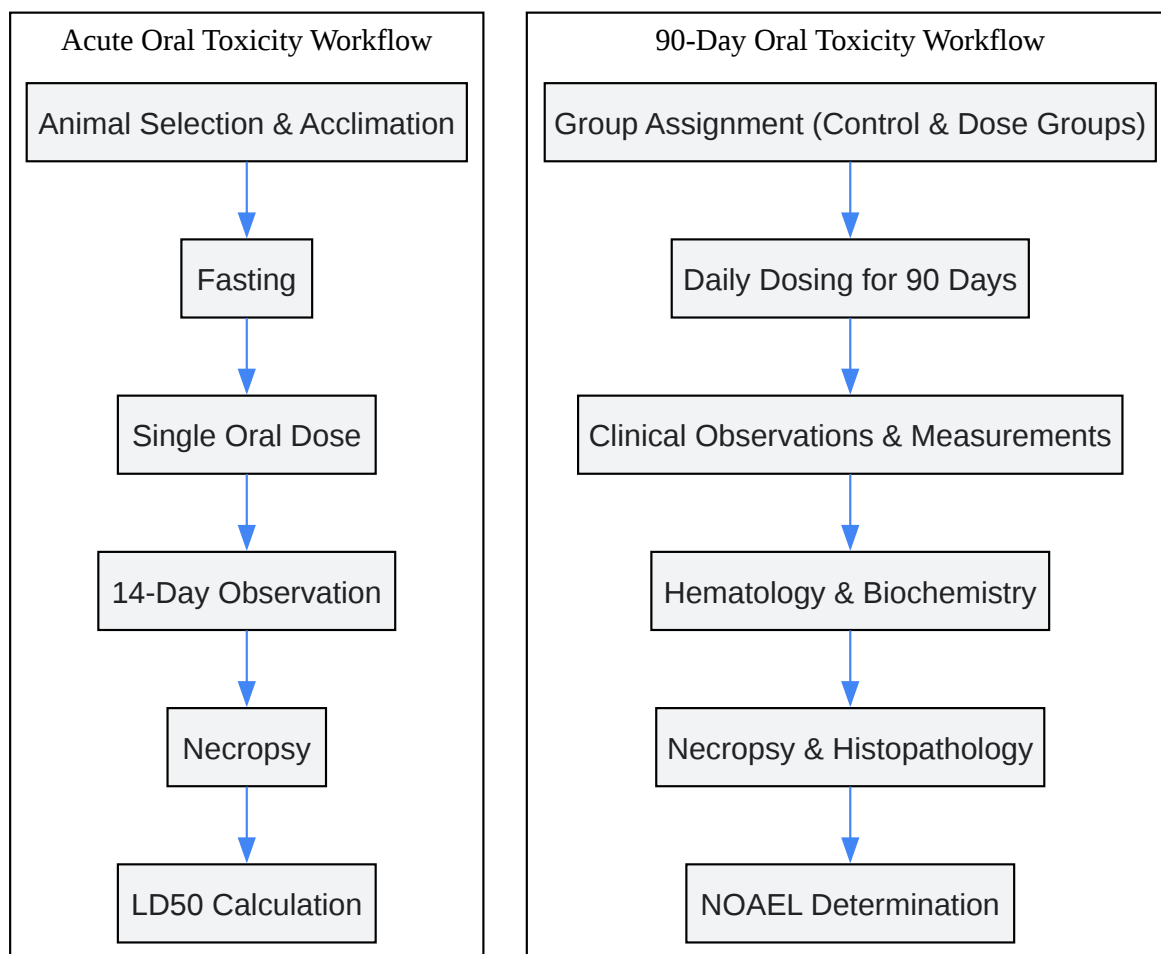 Acute Oral Toxicity Workflow
Animal Selection & Acclimation
Fasting
Single Oral Dose
14-Day Observation
Necropsy
LD50 Calculation
90-Day Oral Toxicity Workflow
Group Assignment (Control & Dose Groups)
Daily Dosing for 90 Days
Clinical Observations & Measurements
Hematology & Biochemistry
Necropsy & Histopathology
NOAEL Determination